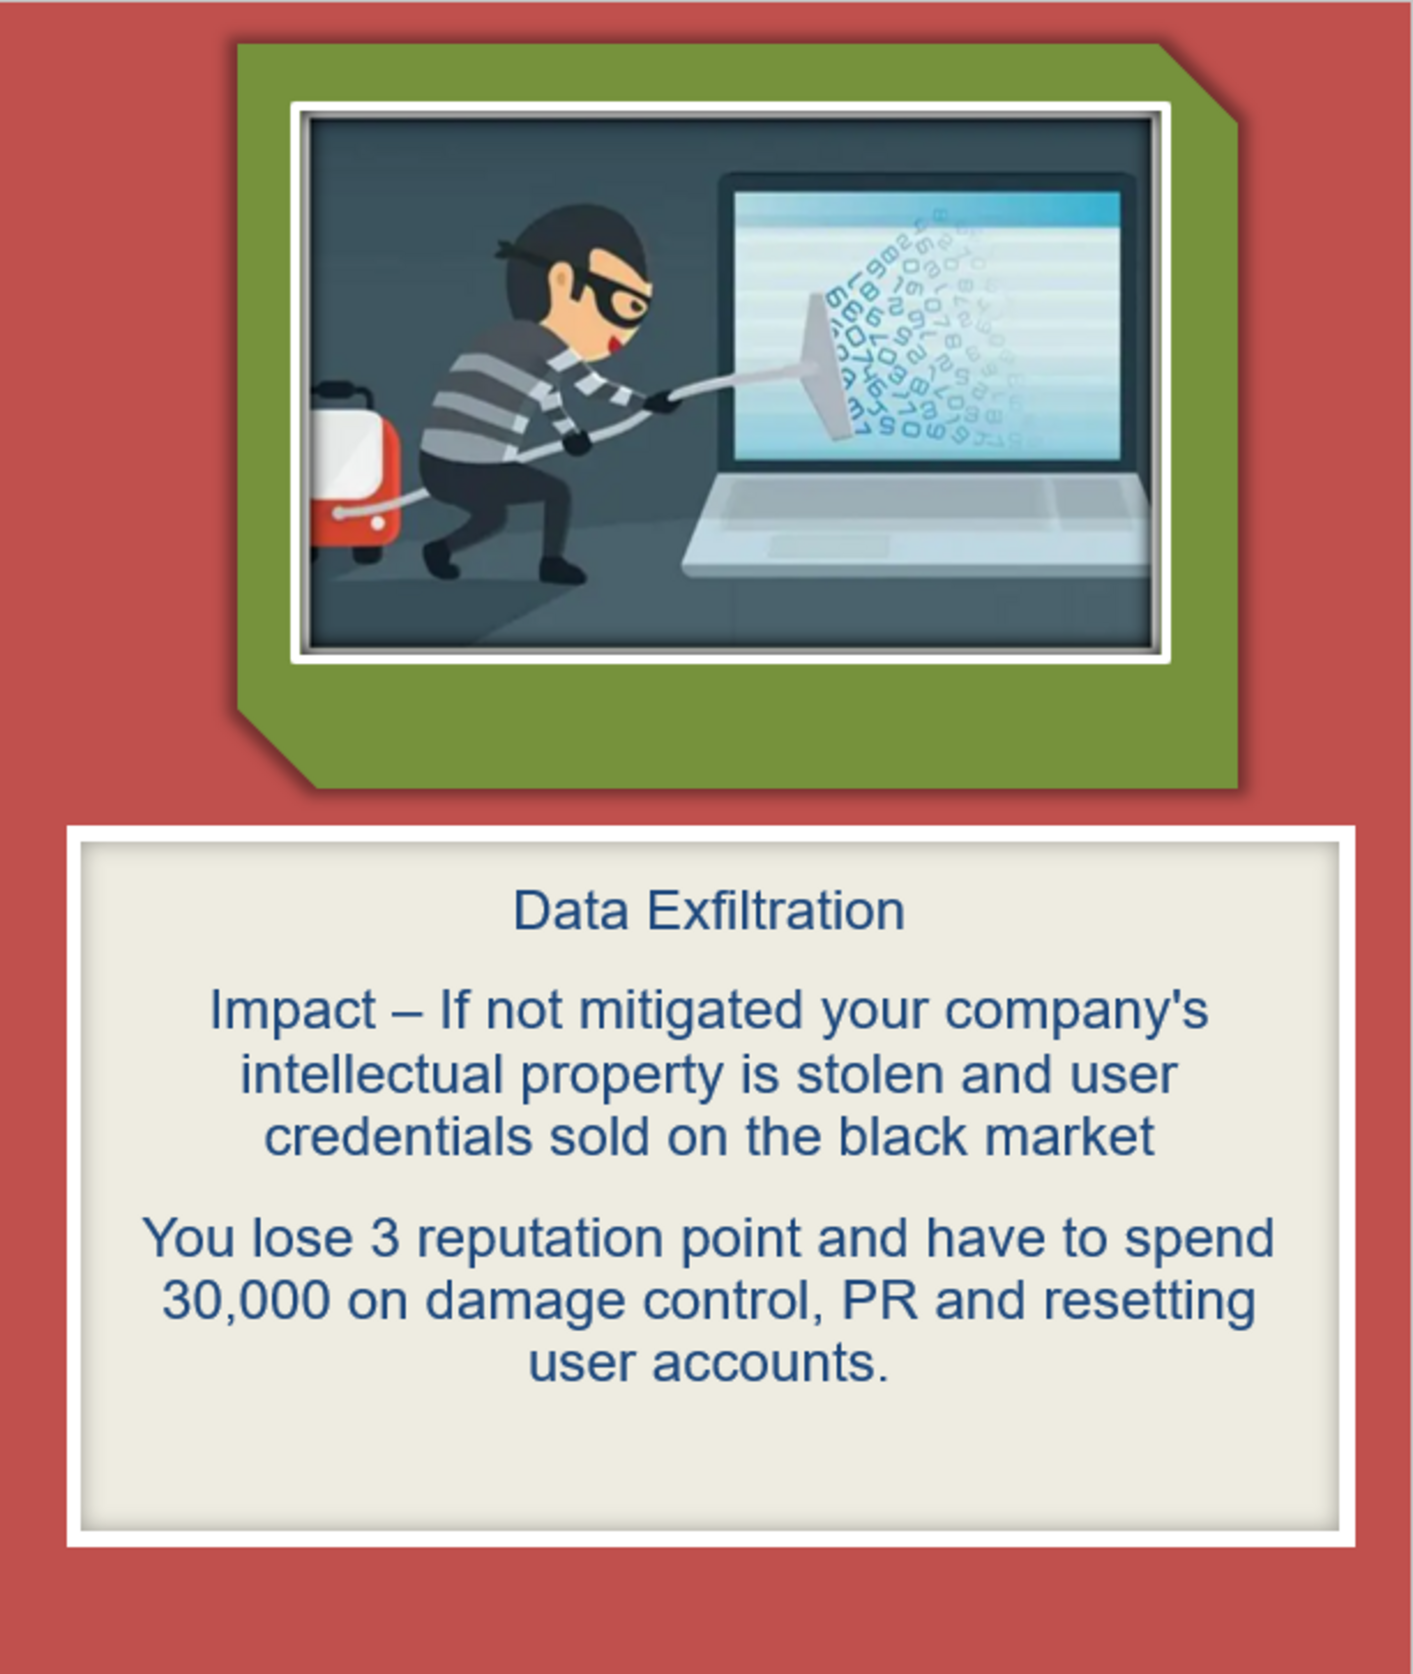 Data Exfiltration
Impact – If not mitigated your company's
intellectual property is stolen and user
credentials sold on the black market
You lose 3 reputation point and have to spend
30,000 on damage control, PR and resetting
user accounts.